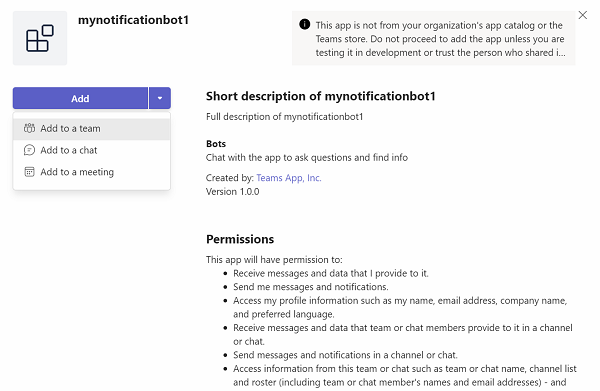 mynotificationbot1
This app is not from your organization's app catalog or the
Teams store. Do not proceed to add the app unless you are
testing it in development or trust the person who shared i...
Add
Add to a team
Add to a chat
Add to a meeting
Short description of mynotificationbot1
Full description of mynotificationbot1
Bots
Chat with the app to ask questions and find info
Created by: Teams App, Inc.
Version 1.0.0
Permissions
This app will have permission to:
• Receive messages and data that I provide to it.
• Send me messages and notifications.
• Access my profile information such as my name, email address, company name,
and preferred language.
• Receive messages and data that team or chat members provide to it in a channel
or chat.
• Send messages and notifications in a channel or chat.
• Access information from this team or chat such as team or chat name, channel list
and roster (including team or chat member's names and email addresses) - and